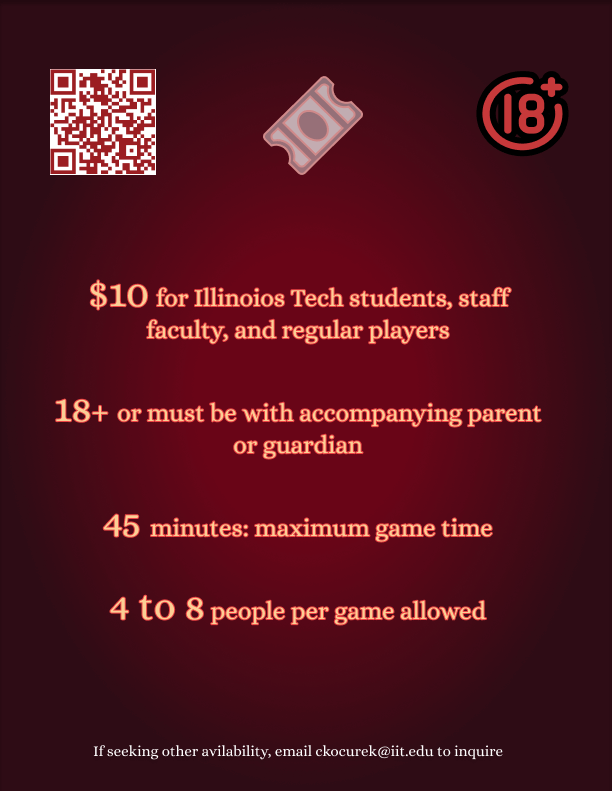 18+
$10 for Illinoios Tech students, staff
faculty, and regular players
18+ or must be with accompanying parent
or guardian
45 minutes: maximum game time
4 to 8 people per game allowed
If seeking other avilability, email ckocurek@iit.edu to inquire